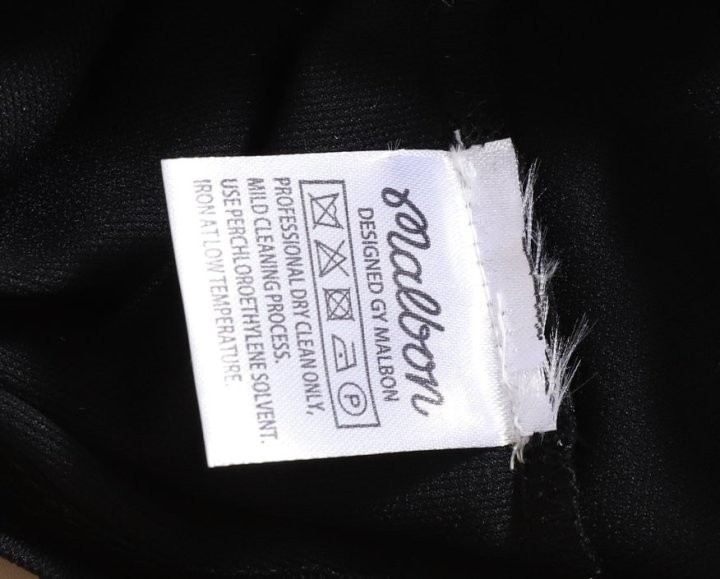 malbon
DESIGNED GY MALBON
P
PROFESSIONAL DRY CLEAN ONLY,
MILD CLEANING PROCESS.
USE PERCHLOROETHYLENE SOLVENT.
IRON AT LOW TEMPERATURE.